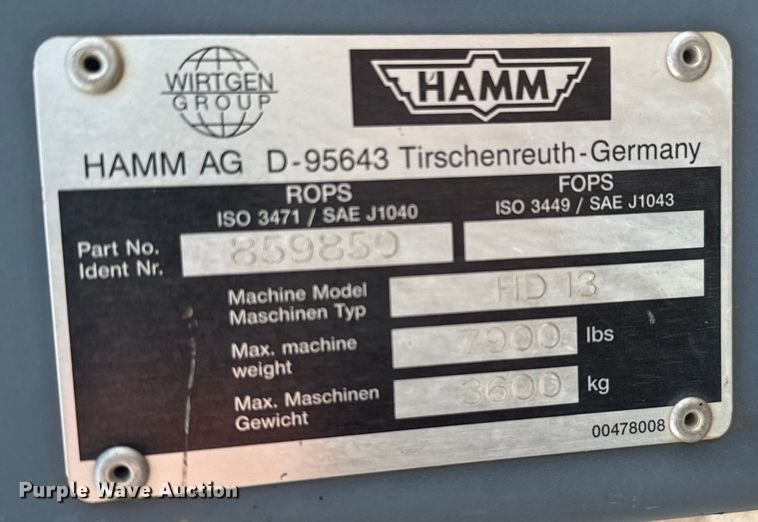 WIRTGEN
GROUP
HAMM
HAMM AG D-95643 Tirschenreuth-Germany
ROPS
ISO 3471 / SAE J1040
FOPS
ISO 3449 / SAE J1043
Part No.
Ident Nr.
859850
Machine Model
Maschinen Typ
HD 13
Max. machine
weight
7900 lbs
Max. Maschinen
Gewicht
3600 kg
00478008
Purple Wave Auction